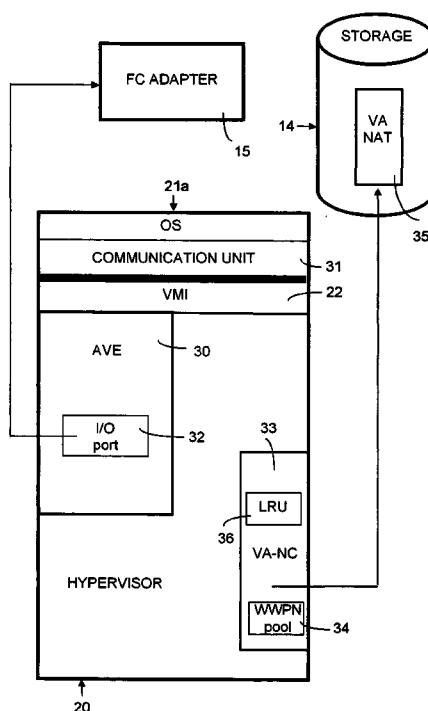 STORAGE
FC ADAPTER
15
14
VA
NAT
35
21a
OS
COMMUNICATION UNIT
31
VMI
22
AVE
30
I/O
port
32
33
LRU
36
VA-NC
HYPERVISOR
WWPN
pool
34
20